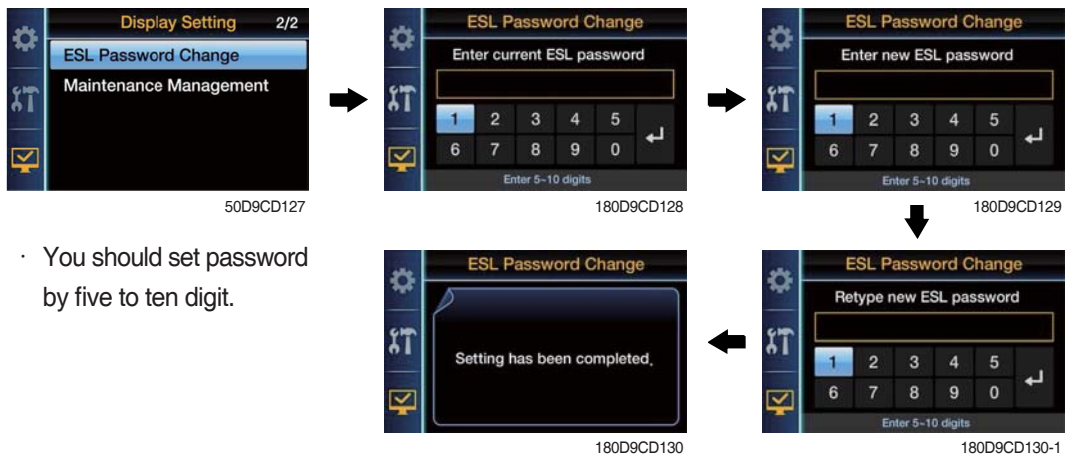 Display Setting 2/2
ESL Password Change
Maintenance Management
50D9CD127
ESL Password Change
Enter current ESL password
1 2 3 4 5
6 7 8 9 0
Enter 5~10 digits
180D9CD128
ESL Password Change
Enter new ESL password
1 2 3 4 5
6 7 8 9 0
Enter 5~10 digits
180D9CD129
· You should set password
by five to ten digit.
ESL Password Change
Retype new ESL password
1 2 3 4 5
6 7 8 9 0
Enter 5~10 digits
180D9CD130-1
ESL Password Change
Setting has been completed.
180D9CD130